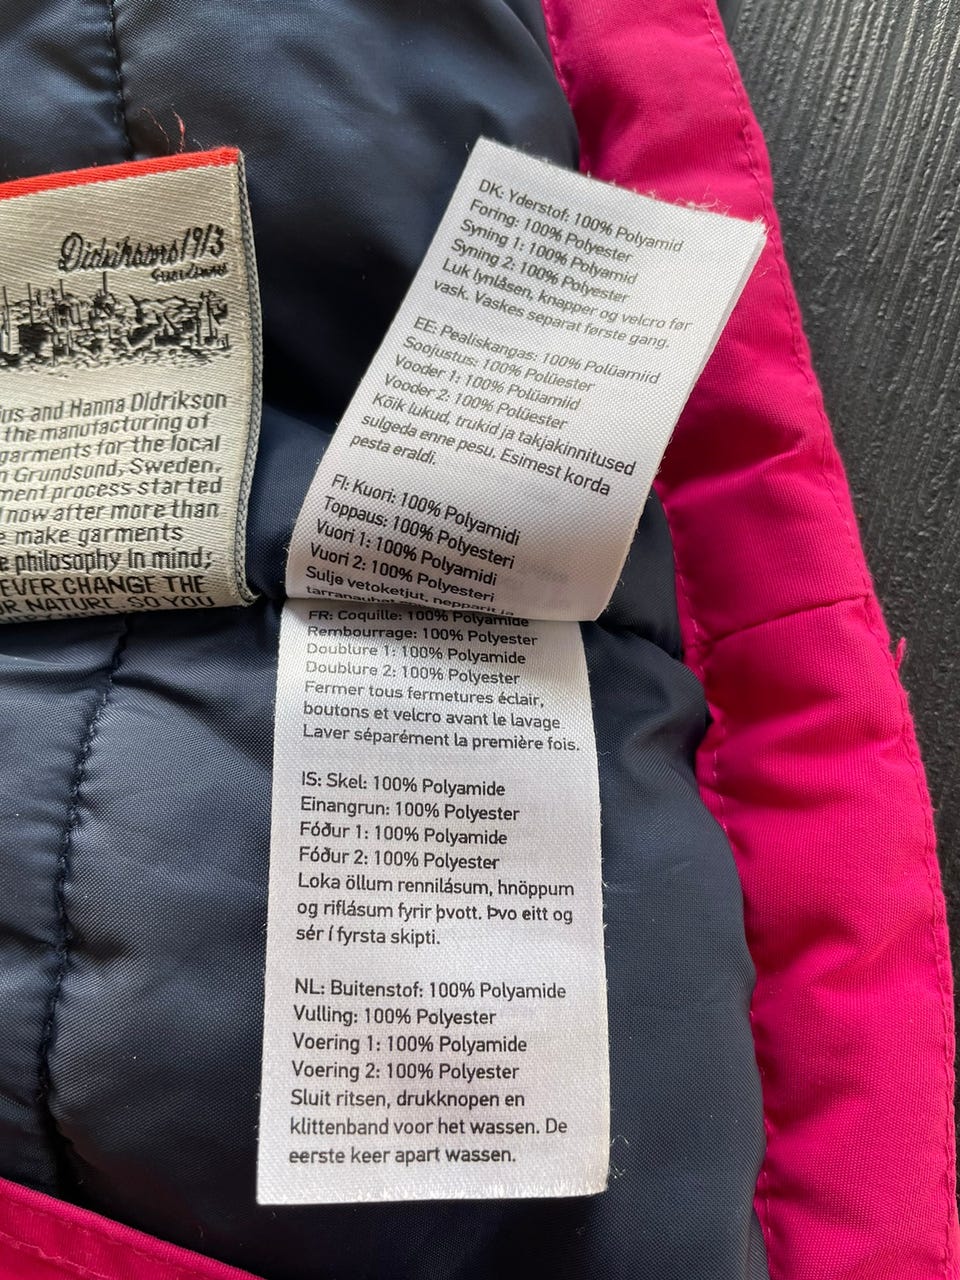 Didriksons1913
us and Hanna Didrikson
the manufacturing of
garments for the local
Grundsund, Sweden.
ment process started
now after more than
e make garments
e philosophy in mind;
EVER CHANGE THE
R NATURE. SO YOU
DK: Yderstof: 100% Polyamid
Foring: 100% Polyester
Syning 1: 100% Polyamid
Syning 2: 100% Polyester
Luk lynlåsen, knapper og velcro før
vask. Vaskes separat første gang.
EE: Pealiskangas: 100% Polüamiid
Soojustus: 100% Polüester
Vooder 1: 100% Polüamiid
Vooder 2: 100% Polüester
Kõik lukud, trukid ja takjakinnitused
sulgeda enne pesu. Esimest korda
pesta eraldi.
FI: Kuori: 100% Polyamidi
Toppaus: 100% Polyesteri
Vuori 1: 100% Polyamidi
Vuori 2: 100% Polyesteri
Sulje vetoketjut, nepparit ja
tarranauhat
FR: Coquille: 100% Polyamide
Rembourrage: 100% Polyester
Doublure 1: 100% Polyamide
Doublure 2: 100% Polyester
Fermer tous fermetures éclair,
boutons et velcro avant le lavage.
Laver séparément la première fois.
IS: Skel: 100% Polyamide
Einangrun: 100% Polyester
Fóður 1: 100% Polyamide
Fóður 2: 100% Polyester
Loka öllum rennilásum, hnöppum
og riflásum fyrir þvott. Þvo eitt og
sér í fyrsta skipti.
NL: Buitenstof: 100% Polyamide
Vulling: 100% Polyester
Voering 1: 100% Polyamide
Voering 2: 100% Polyester
Sluit ritsen, drukknopen en
klittenband voor het wassen. De
eerste keer apart wassen.